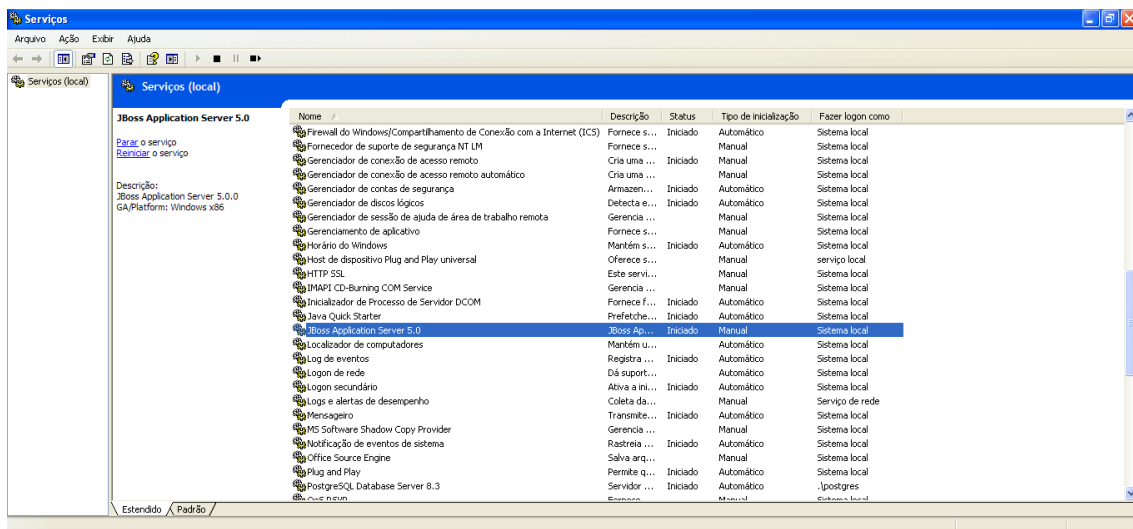 Serviços
Arquivo Ação Exibir Ajuda
Serviços (local)
Serviços (local)
JBoss Application Server 5.0
Parar o serviço
Reiniciar o serviço
Descrição:
JBoss Application Server 5.0.0
GA/Platform: Windows x86
Nome Descrição Status Tipo de inicialização Fazer logon como
Firewall do Windows/Compartilhamento de Conexão com a Internet (ICS) Fornece s... Iniciado Automático Sistema local
Fornecedor de suporte de segurança NT LM Fornece s... Manual Sistema local
Gerenciador de conexão de acesso remoto Cria uma ... Iniciado Manual Sistema local
Gerenciador de conexão de acesso remoto automático Cria uma ... Manual Sistema local
Gerenciador de contas de segurança Armazen... Iniciado Automático Sistema local
Gerenciador de discos lógicos Detecta e... Iniciado Automático Sistema local
Gerenciador de sessão de ajuda de área de trabalho remota Gerencia ... Manual Sistema local
Gerenciamento de aplicativo Fornece s... Manual Sistema local
Horário do Windows Mantém s... Iniciado Automático Sistema local
Host de dispositivo Plug and Play universal Oferece s... Manual serviço local
HTTP SSL Este servi... Manual Sistema local
IMAPI CD-Burning COM Service Gerencia ... Manual Sistema local
Inicializador de Processo de Servidor DCOM Fornece f... Iniciado Automático Sistema local
Java Quick Starter Prefetche... Iniciado Automático Sistema local
JBoss Application Server 5.0 JBoss Ap... Iniciado Manual Sistema local
Localizador de computadores Mantém u... Automático Sistema local
Log de eventos Registra ... Iniciado Automático Sistema local
Logon de rede Dá suport... Automático Sistema local
Logon secundário Ativa a ini... Iniciado Automático Sistema local
Logs e alertas de desempenho Coleta da... Manual Serviço de rede
Mensageiro Transmite... Iniciado Automático Sistema local
MS Software Shadow Copy Provider Gerencia ... Manual Sistema local
Notificação de eventos de sistema Rastreia ... Iniciado Automático Sistema local
Office Source Engine Salva arq... Manual Sistema local
Plug and Play Permite q... Iniciado Automático Sistema local
PostgreSQL Database Server 8.3 Servidor ... Iniciado Automático .\postgres
QoS RSVP Fornece Manual Sistema local
Estendido Padrão